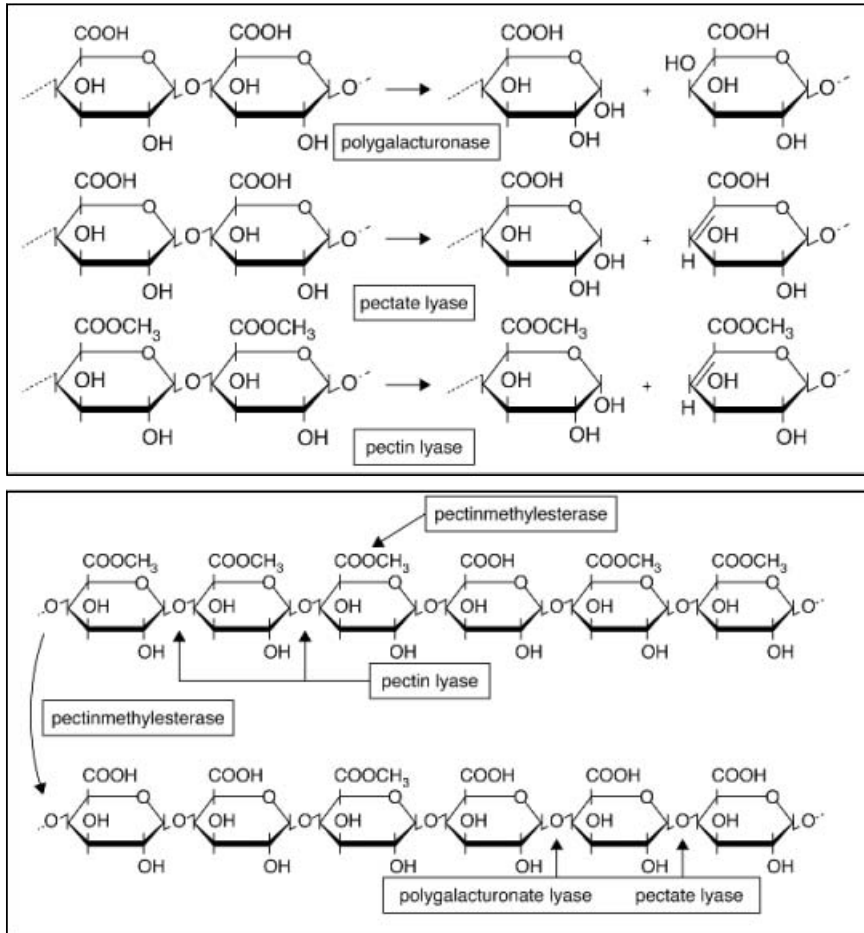 COOH COOH COOH COOH
O O O HO O
OH O OH O OH OH + OH O
OH OH OH OH
polygalacturonase
COOH COOH COOH COOH
O O O O
OH O OH O OH OH + OH O
OH OH OH H OH
pectate lyase
COOCH3 COOCH3 COOCH3 COOCH3
O O O O
OH O OH O OH OH + OH O
OH OH OH H OH
pectin lyase
pectinmethylesterase
COOCH3 COOCH3 COOCH3 COOH COOCH3 COOCH3
O O O O O O
O OH O OH O OH O OH O OH O OH O
OH OH OH OH OH OH
pectin lyase
pectinmethylesterase
COOH COOH COOCH3 COOH COOH COOH
O O O O O O
O OH O OH O OH O OH O OH O OH O
OH OH OH OH OH OH
polygalacturonate lyase pectate lyase